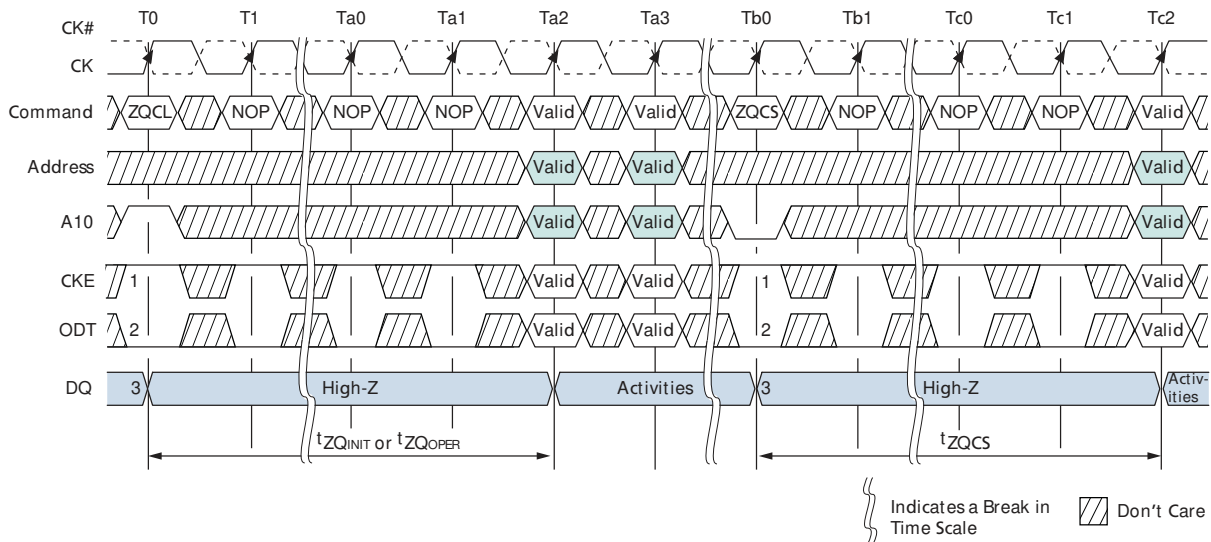 T0 T1 Ta0 Ta1 Ta2 Ta3 Tb0 Tb1 Tc0 Tc1 Tc2
CK#
CK
Command ZQCL NOP NOP NOP Valid Valid ZQCS NOP NOP NOP Valid
Address Valid Valid Valid
A10 Valid Valid Valid
CKE 1 Valid Valid 1 Valid
ODT 2 Valid Valid 2 Valid
DQ 3 High-Z Activities 3 High-Z Activ-
ities
tZQINIT or tZQOPER tZQCS
Indicates a Break in
Time Scale
Don't Care